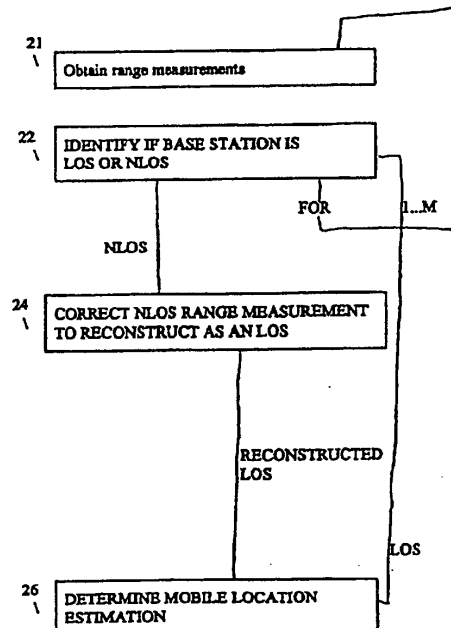 21
Obtain range measurements
22
IDENTIFY IF BASE STATION IS
LOS OR NLOS
FOR 1...M
NLOS
24
CORRECT NLOS RANGE MEASUREMENT
TO RECONSTRUCT AS AN LOS
RECONSTRUCTED
LOS
LOS
26
DETERMINE MOBILE LOCATION
ESTIMATION